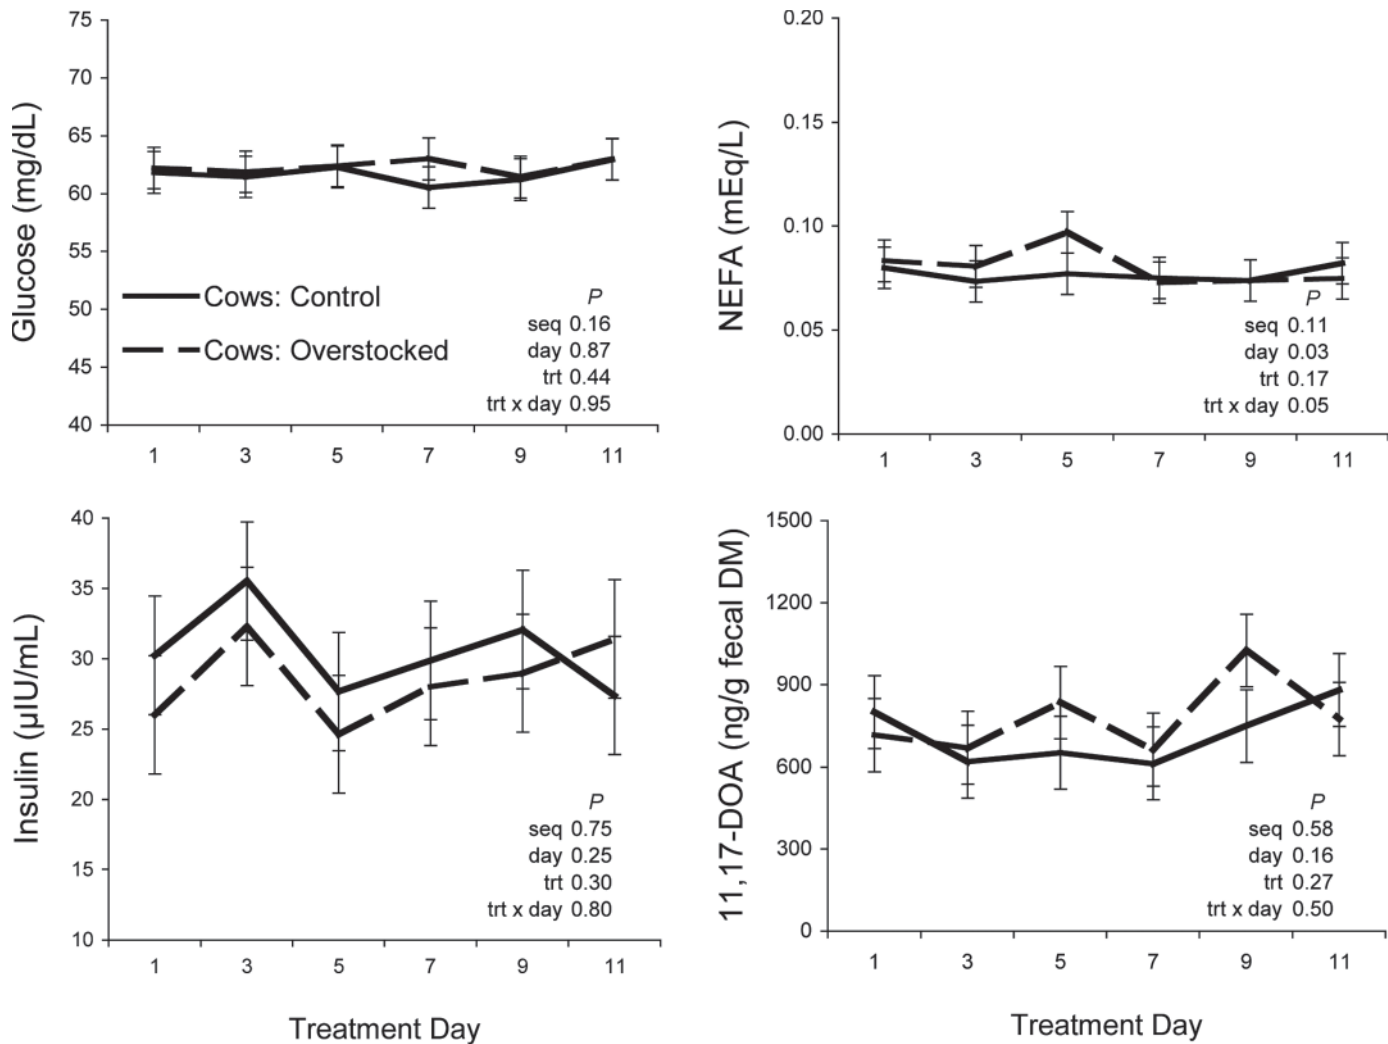 Glucose (mg/dL)
75
70
65
60
55
50
45
40
Cows: Control
Cows: Overstocked
P
seq 0.16
day 0.87
trt 0.44
trt x day 0.95
1 3 5 7 9 11
NEFA (mEq/L)
0.20
0.15
0.10
0.05
0.00
P
seq 0.11
day 0.03
trt 0.17
trt x day 0.05
1 3 5 7 9 11
Insulin (µIU/mL)
40
35
30
25
20
15
10
P
seq 0.75
day 0.25
trt 0.30
trt x day 0.80
1 3 5 7 9 11
Treatment Day
11,17-DOA (ng/g fecal DM)
1500
1200
900
600
300
0
P
seq 0.58
day 0.16
trt 0.27
trt x day 0.50
1 3 5 7 9 11
Treatment Day